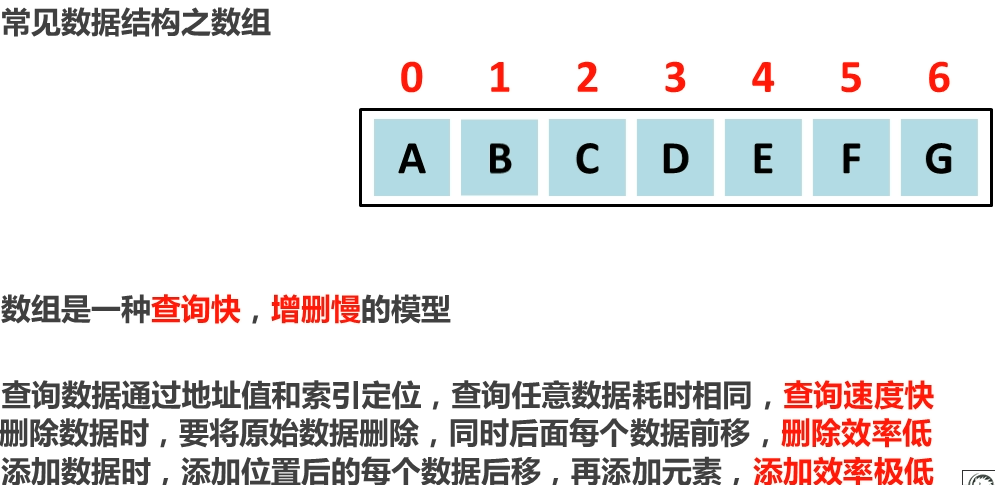 常见数据结构之数组
0 1 2 3 4 5 6
A B C D E F G
数组是一种查询快，增删慢的模型
查询数据通过地址值和索引定位，查询任意数据耗时相同，查询速度快
删除数据时，要将原始数据删除，同时后面每个数据前移，删除效率低
添加数据时，添加位置后的每个数据后移，再添加元素，添加效率极低